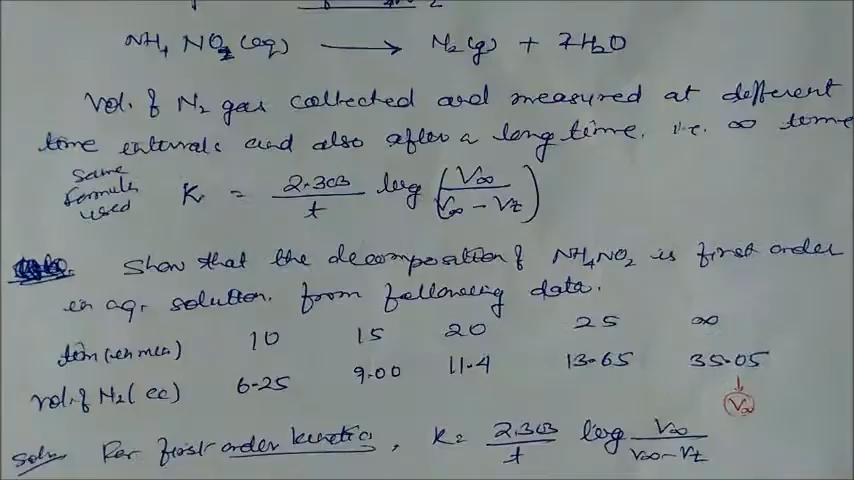 NH4 NO2 (aq) ⟶ N2(g) + 7H2O
Vol. of N2 gas collected and measured at different
time intervals and also after a long time. i.e. ∞ time
same formula used K = 2.303/t log (V∞/V∞ - Vt)
Show that the decomposition of NH4NO2 is first order
in aq. solution. from following data.
time (in min) 10 15 20 25 ∞
vol. of N2 (cc) 6.25 9.00 11.4 13.65 35.05
V∞
Soln For first order kinetics, K = 2.303/t log V∞/V∞-Vt